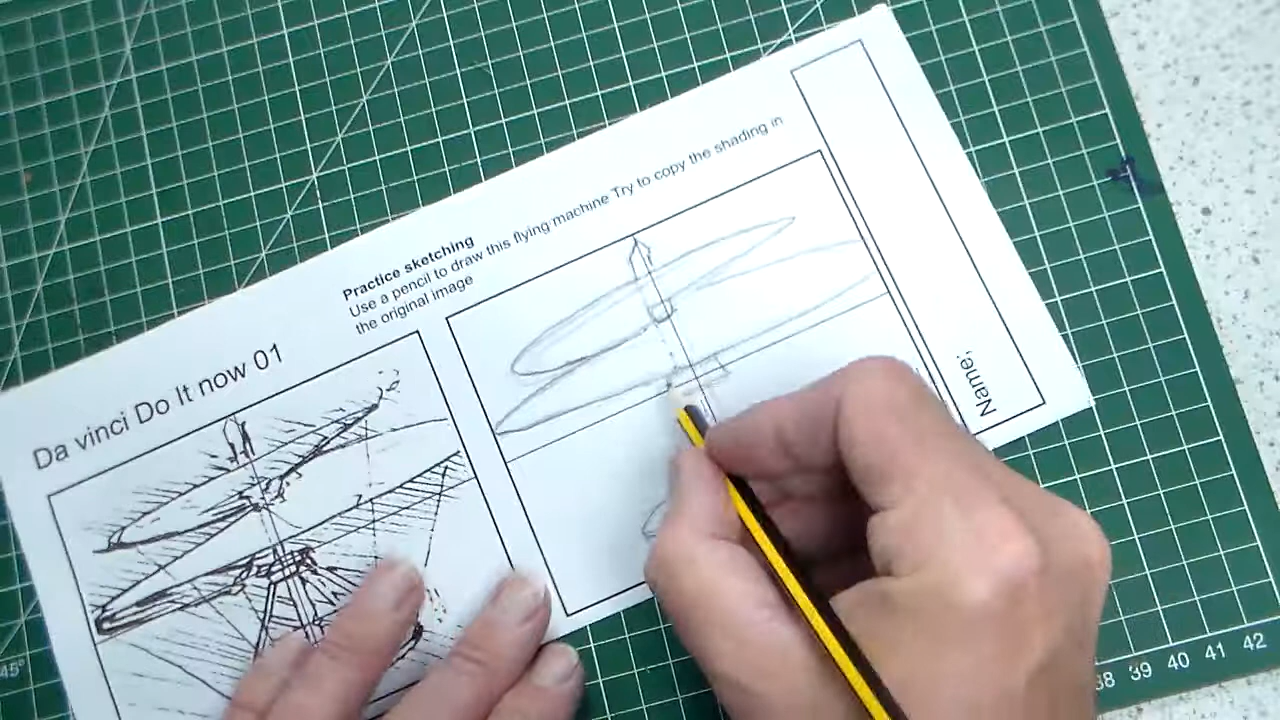 Da vinci Do It now 01
Practice sketching
Use a pencil to draw this flying machine Try to copy the shading in
the original image
Name;
45°
38 39 40 41 42